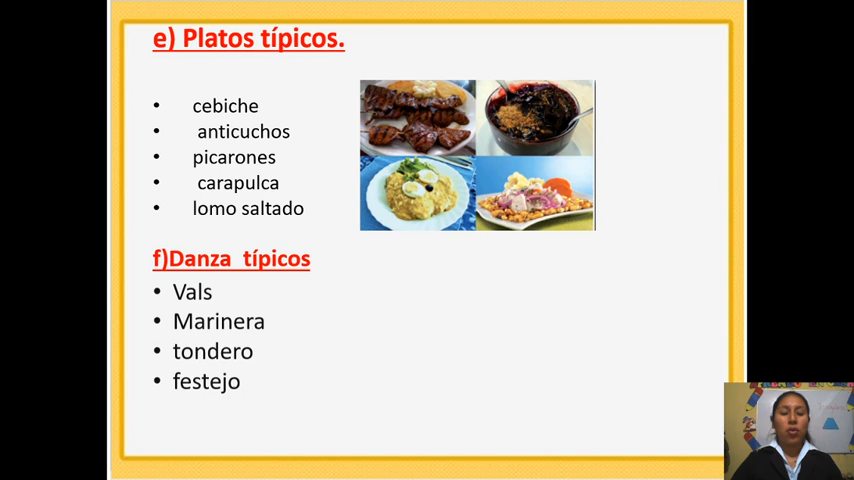 e) Platos típicos.
• cebiche
• anticuchos
• picarones
• carapulca
• lomo saltado
f)Danza típicos
• Vals
• Marinera
• tondero
• festejo